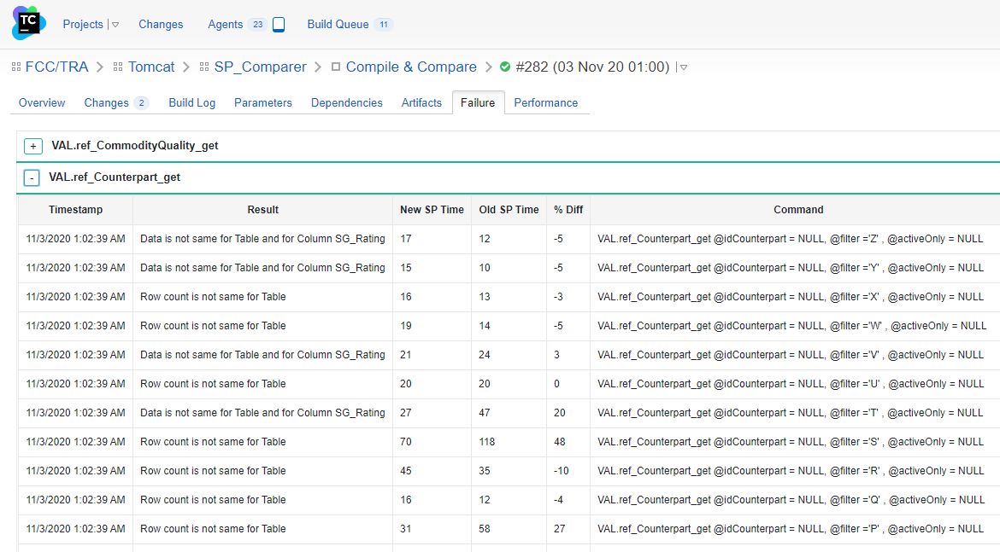 TC Projects Changes Agents 23 Build Queue 11
FCC/TRA Tomcat SP_Comparer Compile & Compare #282 (03 Nov 20 01:00)
Overview Changes 2 Build Log Parameters Dependencies Artifacts Failure Performance
+ VAL.ref_CommodityQuality_get
- VAL.ref_Counterpart_get
Timestamp Result New SP Time Old SP Time % Diff Command
11/3/2020 1:02:39 AM Data is not same for Table and for Column SG_Rating 17 12 -5 VAL.ref_Counterpart_get @idCounterpart = NULL, @filter ='Z' , @activeOnly = NULL
11/3/2020 1:02:39 AM Data is not same for Table and for Column SG_Rating 15 10 -5 VAL.ref_Counterpart_get @idCounterpart = NULL, @filter ='Y' , @activeOnly = NULL
11/3/2020 1:02:39 AM Row count is not same for Table 16 13 -3 VAL.ref_Counterpart_get @idCounterpart = NULL, @filter ='X' , @activeOnly = NULL
11/3/2020 1:02:39 AM Row count is not same for Table 19 14 -5 VAL.ref_Counterpart_get @idCounterpart = NULL, @filter ='W' , @activeOnly = NULL
11/3/2020 1:02:39 AM Data is not same for Table and for Column SG_Rating 21 24 3 VAL.ref_Counterpart_get @idCounterpart = NULL, @filter ='V' , @activeOnly = NULL
11/3/2020 1:02:39 AM Row count is not same for Table 20 20 0 VAL.ref_Counterpart_get @idCounterpart = NULL, @filter ='U' , @activeOnly = NULL
11/3/2020 1:02:39 AM Data is not same for Table and for Column SG_Rating 27 47 20 VAL.ref_Counterpart_get @idCounterpart = NULL, @filter ='T' , @activeOnly = NULL
11/3/2020 1:02:39 AM Row count is not same for Table 70 118 48 VAL.ref_Counterpart_get @idCounterpart = NULL, @filter ='S' , @activeOnly = NULL
11/3/2020 1:02:39 AM Row count is not same for Table 45 35 -10 VAL.ref_Counterpart_get @idCounterpart = NULL, @filter ='R' , @activeOnly = NULL
11/3/2020 1:02:39 AM Row count is not same for Table 16 12 -4 VAL.ref_Counterpart_get @idCounterpart = NULL, @filter ='Q' , @activeOnly = NULL
11/3/2020 1:02:39 AM Row count is not same for Table 31 58 27 VAL.ref_Counterpart_get @idCounterpart = NULL, @filter ='P' , @activeOnly = NULL